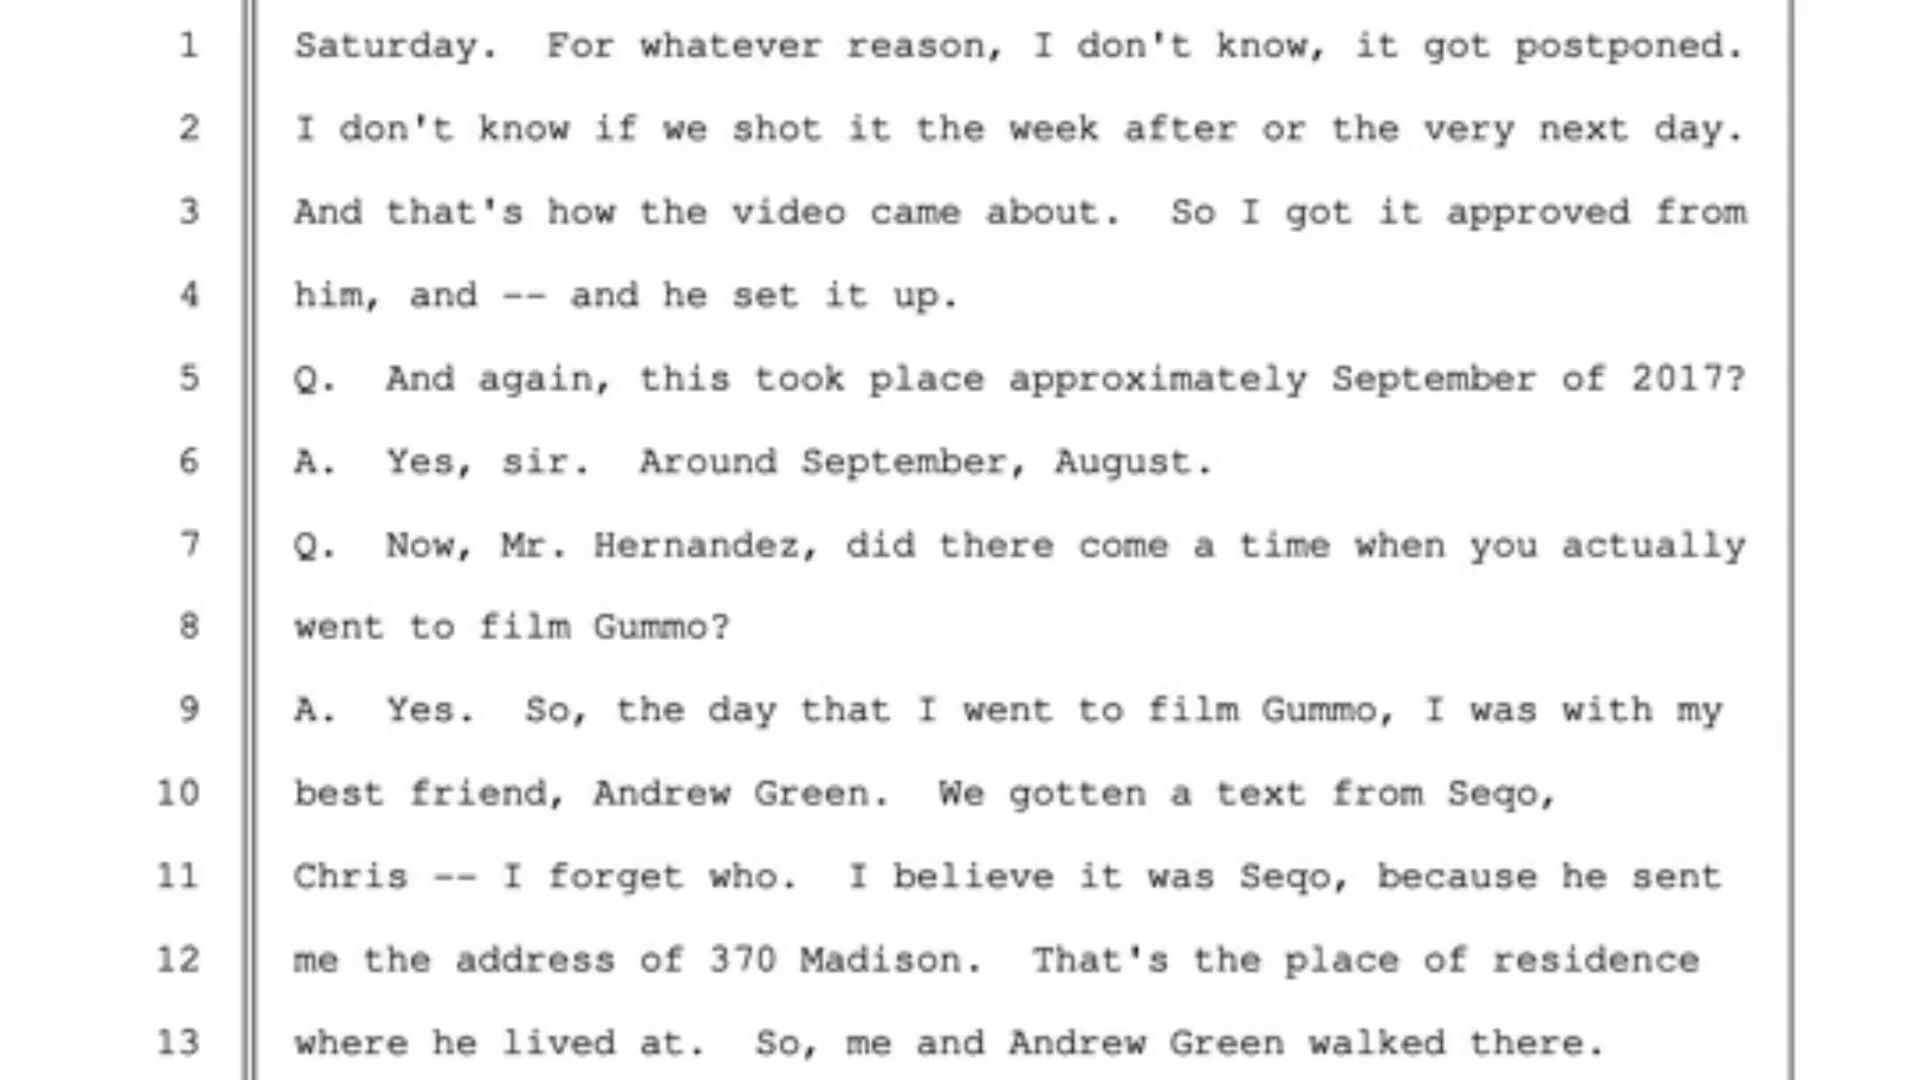 1 Saturday.  For whatever reason, I don't know, it got postponed.
2 I don't know if we shot it the week after or the very next day.
3 And that's how the video came about.  So I got it approved from
4 him, and -- and he set it up.
5 Q.  And again, this took place approximately September of 2017?
6 A.  Yes, sir.  Around September, August.
7 Q.  Now, Mr. Hernandez, did there come a time when you actually
8 went to film Gummo?
9 A.  Yes.  So, the day that I went to film Gummo, I was with my
10 best friend, Andrew Green.  We gotten a text from Seqo,
11 Chris -- I forget who.  I believe it was Seqo, because he sent
12 me the address of 370 Madison.  That's the place of residence
13 where he lived at.  So, me and Andrew Green walked there.